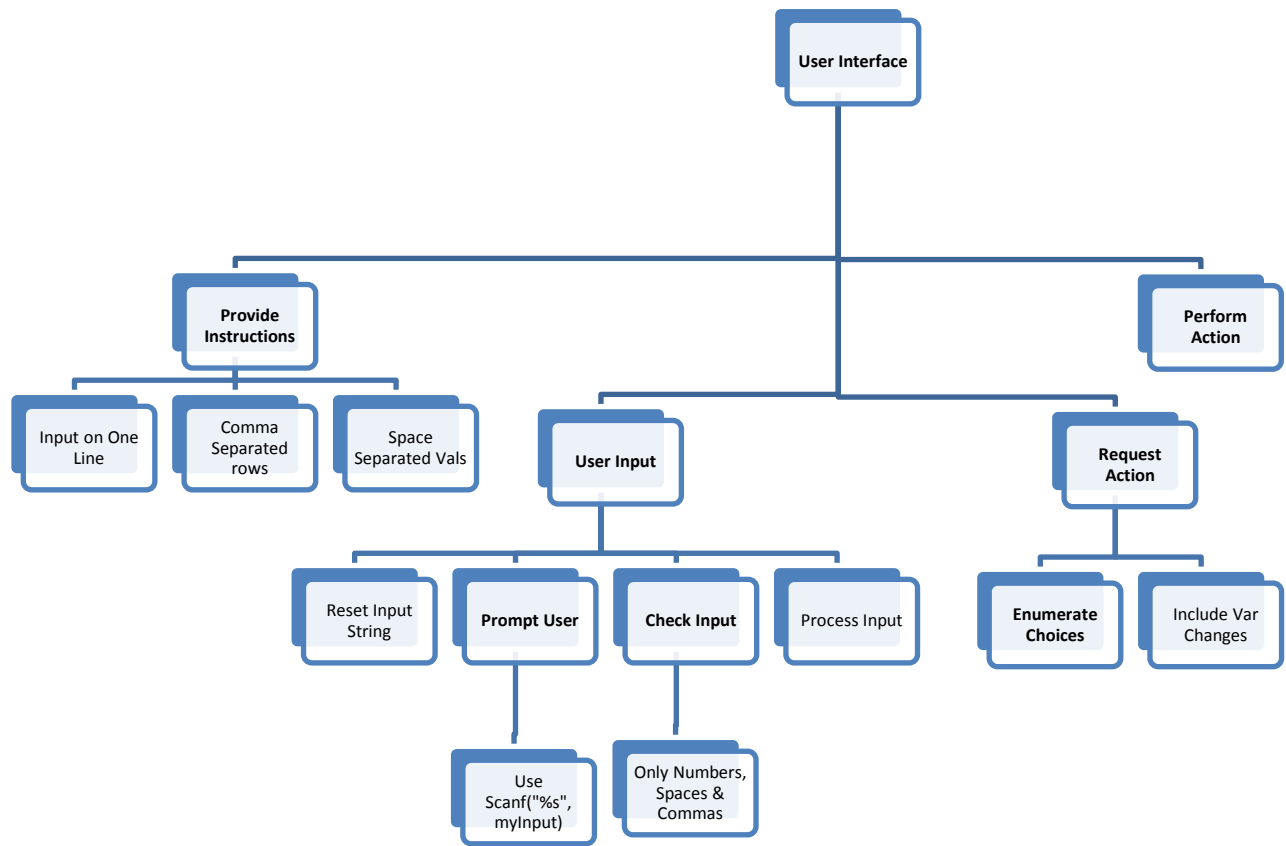 User Interface
Provide
Instructions
Perform
Action
Input on One
Line
Comma
Separated
rows
Space
Separated Vals
User Input
Request
Action
Reset Input
String
Prompt User
Check Input
Process Input
Enumerate
Choices
Include Var
Changes
Use
Scanf("%s",
myInput)
Only Numbers,
Spaces &
Commas